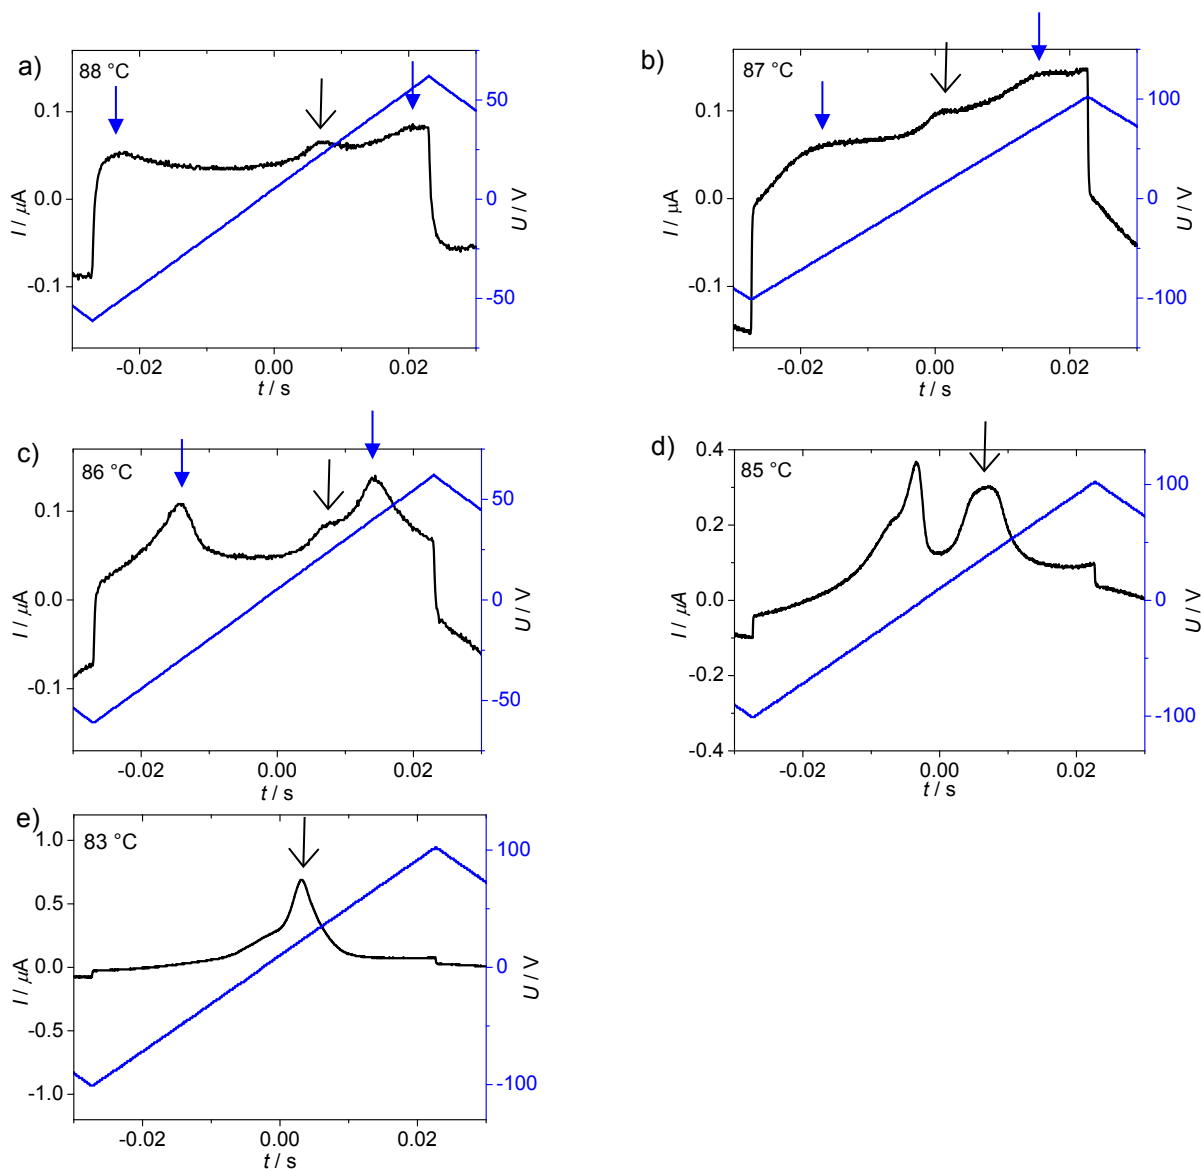 a)
88 °C
0.1
0.0
-0.1
I / μA
50
0
-50
U / V
-0.02
0.00
0.02
t / s
b)
87 °C
0.1
0.0
-0.1
I / μA
100
0
-100
U / V
-0.02
0.00
0.02
t / s
c)
86 °C
0.1
0.0
-0.1
I / μA
50
0
-50
U / V
-0.02
0.00
0.02
t / s
d)
85 °C
0.4
0.2
0.0
0.2
-0.4
I / μA
100
0
-100
U / V
-0.02
0.00
0.02
t / s
e)
83 °C
1.0
0.5
0.0
-0.5
-1.0
I / μA
100
0
-100
U / V
-0.02
0.00
0.02
t / s